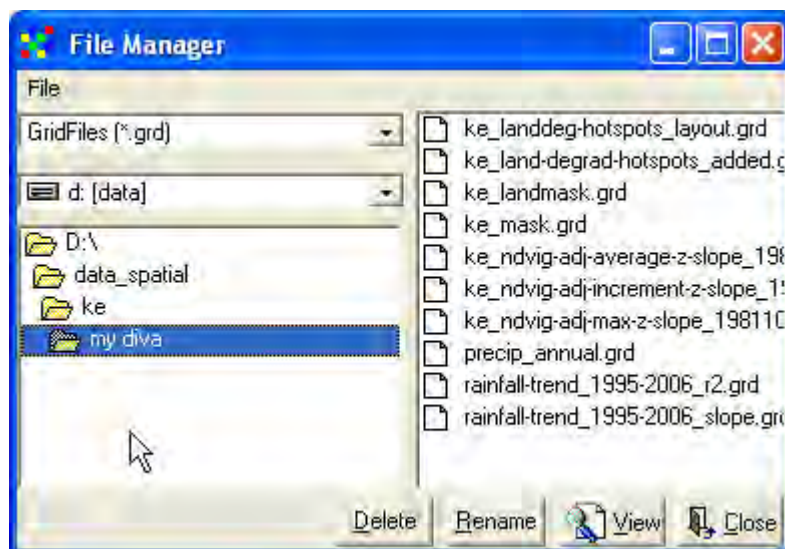 File Manager
File
GridFiles (*.grd)
d: [data]
D:\
data_spatial
ke
my diva
ke_landdeg-hotspots_layout.grd
ke_land-degrad-hotspots_added.g
ke_landmask.grd
ke_mask.grd
ke_ndvig-adj-average-z-slope_198
ke_ndvig-adj-increment-z-slope_19
ke_ndvig-adj-max-z-slope_198110
precip_annual.grd
rainfall-trend_1995-2006_r2.grd
rainfall-trend_1995-2006_slope.grd
Delete Rename View Close